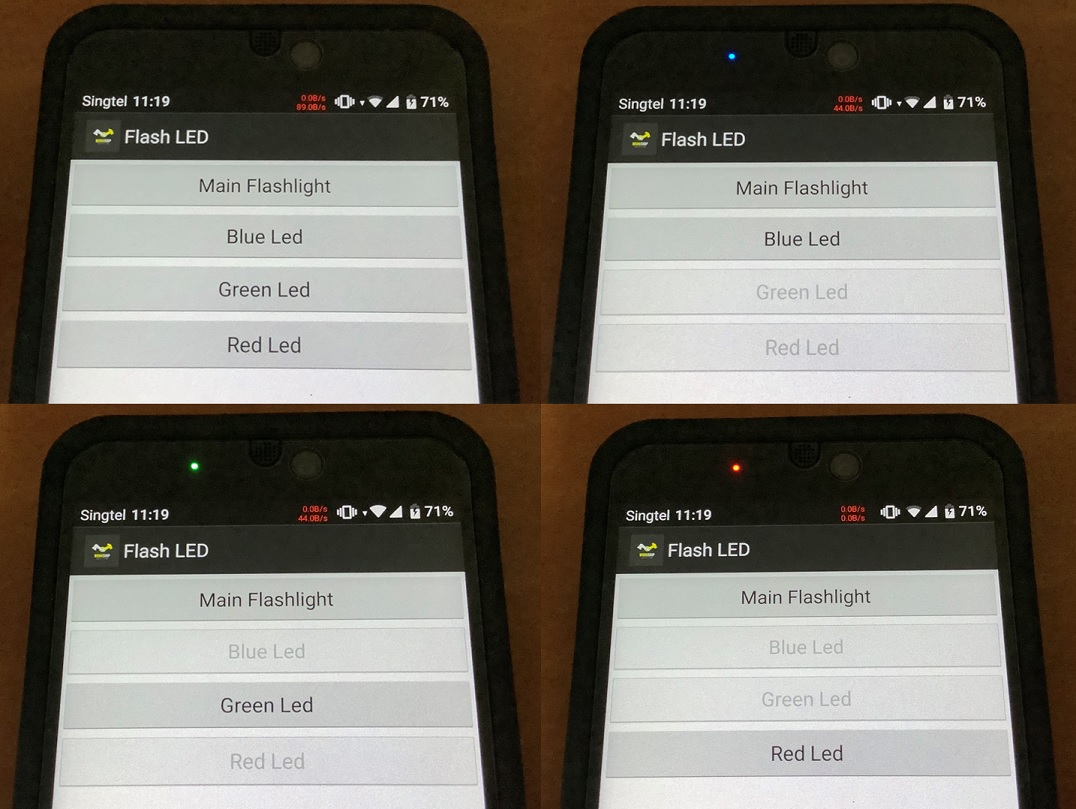 Singtel 11:19 0.0B/s 71%
89.0B/s
Flash LED
Main Flashlight
Blue Led
Green Led
Red Led
Singtel 11:19 0.0B/s 71%
44.0B/s
Flash LED
Main Flashlight
Blue Led
Green Led
Red Led
Singtel 11:19 0.0B/s 71%
44.0B/s
Flash LED
Main Flashlight
Blue Led
Green Led
Red Led
Singtel 11:19 0.0B/s 71%
0.0B/s
Flash LED
Main Flashlight
Blue Led
Green Led
Red Led